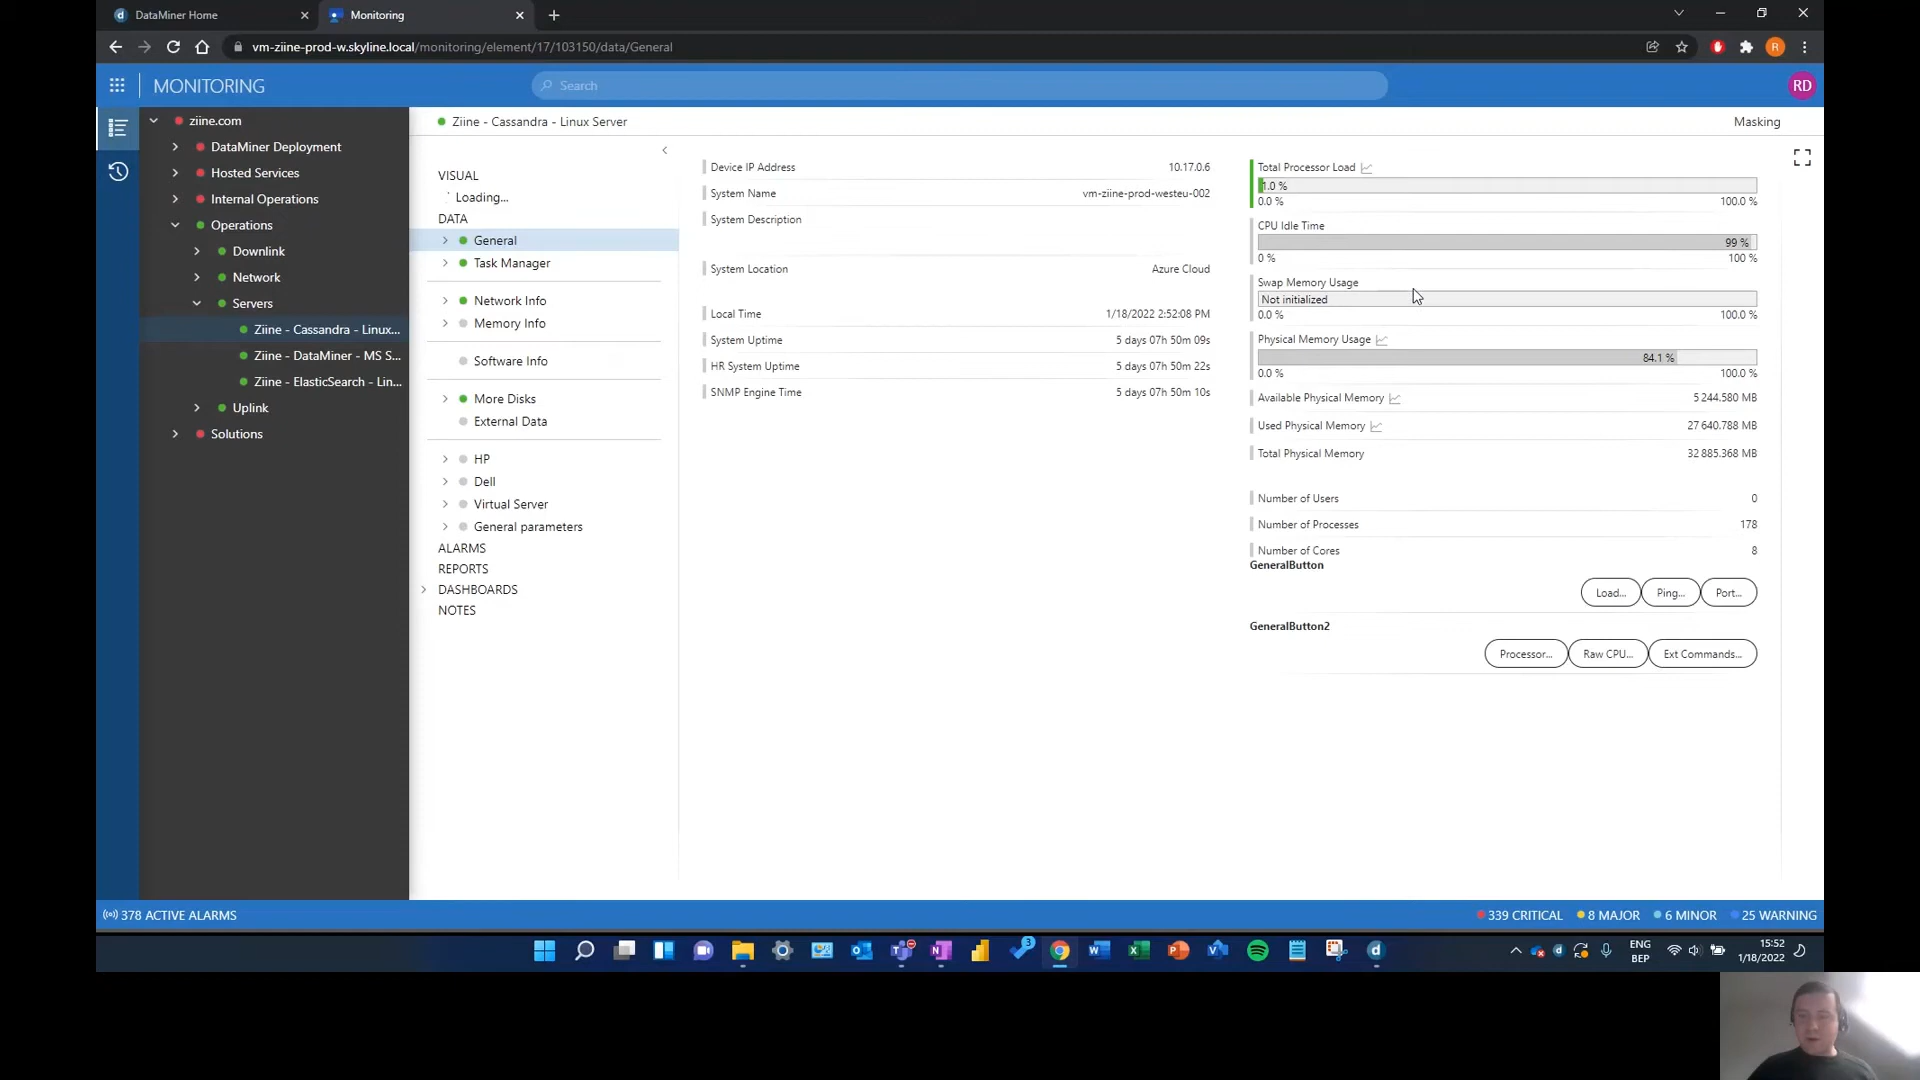 DataMiner Home
Monitoring
vm-ziine-prod-w.skyline.local/monitoring/element/17/103150/data/General
R
MONITORING
Search
RD
ziine.com
DataMiner Deployment
Hosted Services
Internal Operations
Operations
Downlink
Network
Servers
Ziine - Cassandra - Linux...
Ziine - DataMiner - MS S...
Ziine - ElasticSearch - Lin...
Uplink
Solutions
Ziine - Cassandra - Linux Server
Masking
VISUAL
Loading...
DATA
General
Task Manager
Network Info
Memory Info
Software Info
More Disks
External Data
HP
Dell
Virtual Server
General parameters
ALARMS
REPORTS
DASHBOARDS
NOTES
Device IP Address 10.17.0.6
System Name vm-ziine-prod-westeu-002
System Description
System Location Azure Cloud
Local Time 1/18/2022 2:52:08 PM
System Uptime 5 days 07h 50m 09s
HR System Uptime 5 days 07h 50m 22s
SNMP Engine Time 5 days 07h 50m 10s
Total Processor Load
1.0 %
0.0 % 100.0 %
CPU Idle Time
99 %
0 % 100 %
Swap Memory Usage
Not initialized
0.0 % 100.0 %
Physical Memory Usage
84.1 %
0.0 % 100.0 %
Available Physical Memory 5 244.580 MB
Used Physical Memory 27 640.788 MB
Total Physical Memory 32 885.368 MB
Number of Users 0
Number of Processes 178
Number of Cores 8
GeneralButton
Load... Ping... Port...
GeneralButton2
Processor... Raw CPU... Ext Commands...
378 ACTIVE ALARMS
339 CRITICAL 8 MAJOR 6 MINOR 25 WARNING
3
ENG
BEP
15:52
1/18/2022